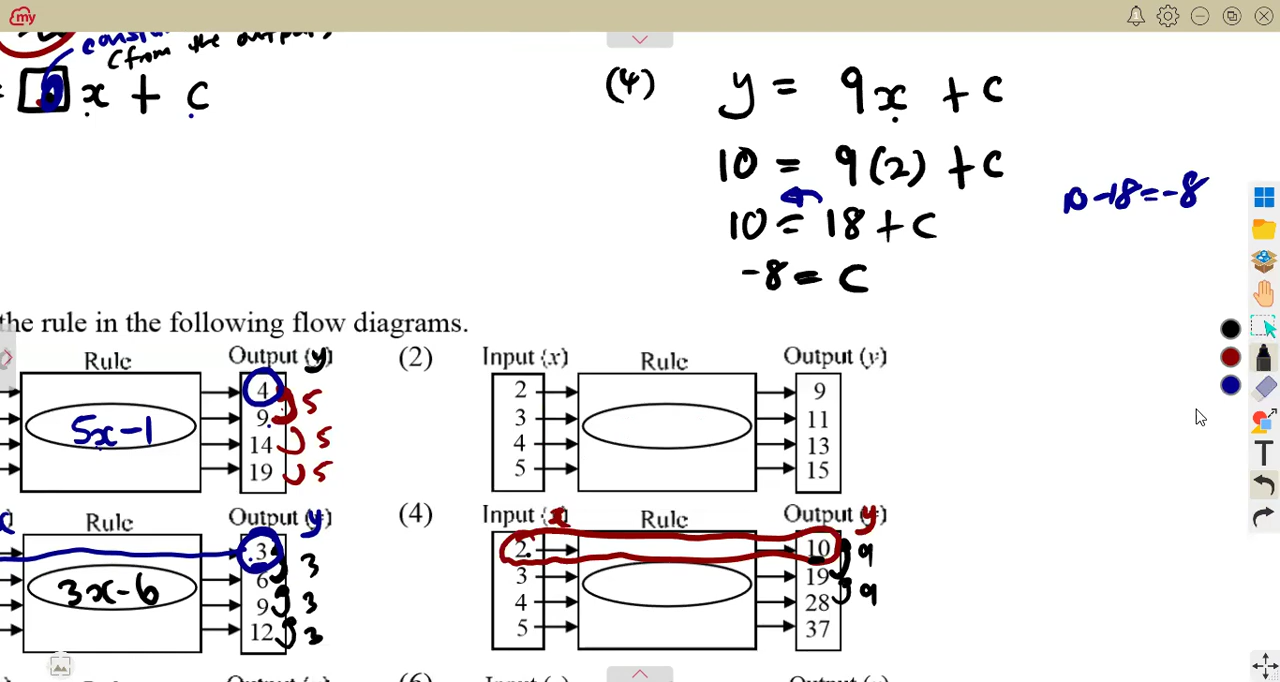 my
consta
(from the outputs
= x + c
(4) y = 9x + c
10 = 9(2) + c
10 = 18 + c
10 - 18 = -8
-8 = c
the rule in the following flow diagrams.
Rule
Output (y)
y
4
9
14
19
5
5
5
5x - 1
(2)
Input (x)
Rule
Output (y)
2
3
4
5
9
11
13
15
x
Rule
Output (y)
y
3
6
9
12
3
3
3
3x - 6
(4)
Input (x)
x
Rule
Output (y)
y
2
3
4
5
10
19
28
37
9
9
T
Rule
(6)